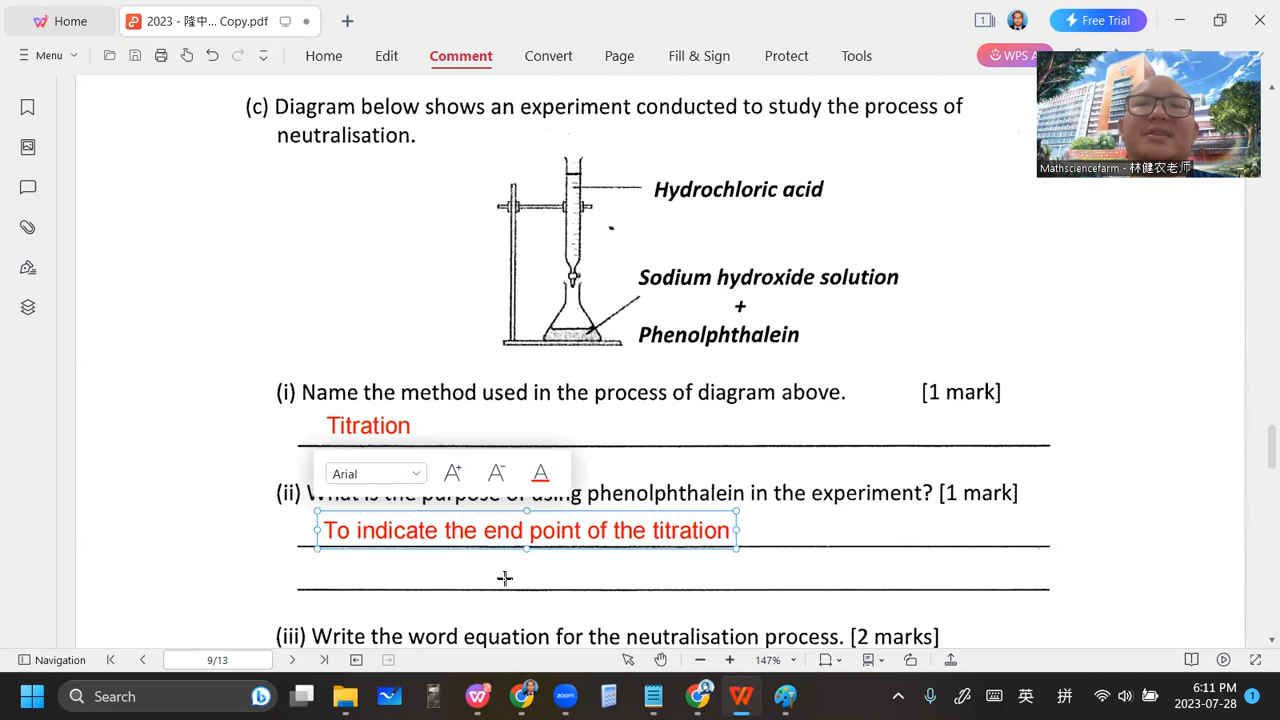 Home
2023 - 隆中... Copy.pdf
1
Free Trial
Menu
Home
Edit
Comment
Convert
Page
Fill & Sign
Protect
Tools
WPS A
Mathsciencefarm - 林健农老师
(c) Diagram below shows an experiment conducted to study the process of
neutralisation.
Hydrochloric acid
Sodium hydroxide solution
+
Phenolphthalein
(i) Name the method used in the process of diagram above. [1 mark]
Titration
Arial
A+
A-
A
(ii) What is the purpose of using phenolphthalein in the experiment? [1 mark]
To indicate the end point of the titration
(iii) Write the word equation for the neutralisation process. [2 marks]
Navigation
9/13
147%
Search
英
拼
6:11 PM
2023-07-28
1